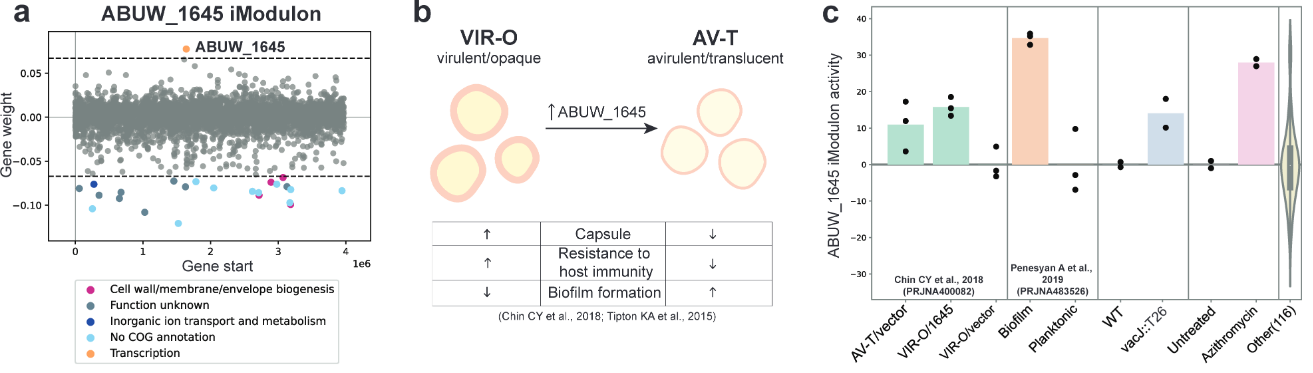 a
ABUW_1645 iModulon
ABUW_1645
Gene weight
0.05
0.00
−0.05
−0.10
0
1
2
3
4
1e6
Gene start
Cell wall/membrane/envelope biogenesis
Function unknown
Inorganic ion transport and metabolism
No COG annotation
Transcription
b
VIR-O
virulent/opaque
AV-T
avirulent/translucent
↑ABUW_1645
↑ Capsule ↓
↑ Resistance to host immunity ↓
↓ Biofilm formation ↑
(Chin CY et al., 2018; Tipton KA et al., 2015)
c
ABUW_1645 iModulon activity
40
30
20
10
0
−10
−20
−30
Chin CY et al., 2018
(PRJNA400082)
Penesyan A et al.,
2019
(PRJNA483526)
AV-T/vector
VIR-O/1645
VIR-O/vector
Biofilm
Planktonic
WT
vacJ::T26
Untreated
Azithromycin
Other(116)